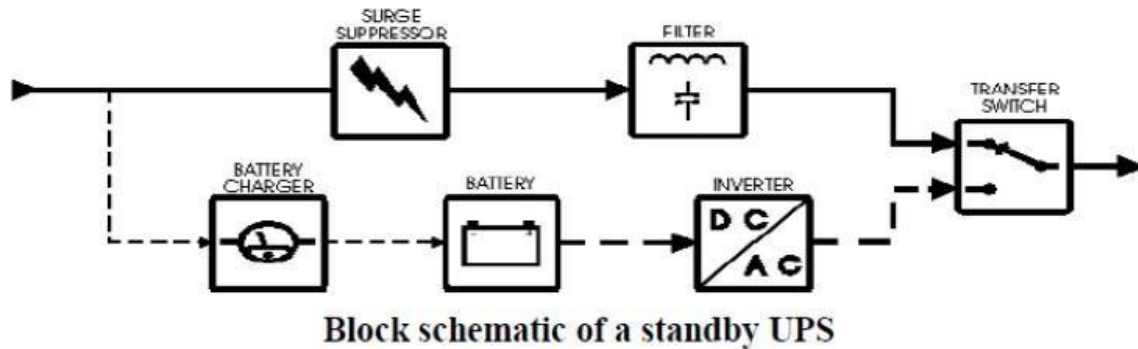 SURGE
SUPPRESSOR
FILTER
TRANSFER
SWITCH
BATTERY
CHARGER
BATTERY
INVERTER
D C
A C
Block schematic of a standby UPS